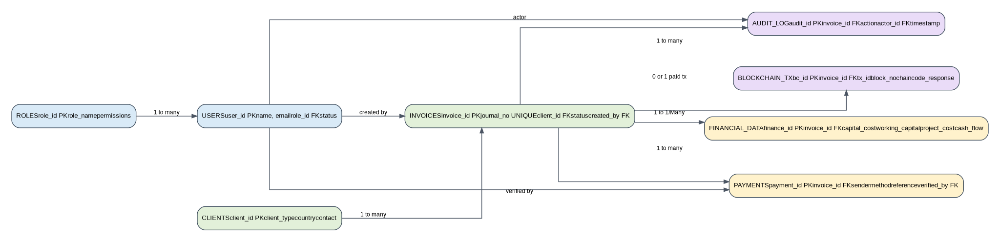 actor
AUDIT_LOGaudit_id PKinvoice_id FKactionactor_id FKtimestamp
1 to many
0 or 1 paid tx
BLOCKCHAIN_TXbc_id PKinvoice_id FKtx_idblock_nochaincode_response
ROLESrole_id PKrole_namepermissions
1 to many
USERSuser_id PKname, emailrole_id FKstatus
created by
INVOICESinvoice_id PKjournal_no UNIQUEclient_id FKstatuscreated_by FK
1 to 1/Many
FINANCIAL_DATAfinance_id PKinvoice_id FKcapital_costworking_capitalproject_costcash_flow
1 to many
PAYMENTSpayment_id PKinvoice_id FKsendermethodreferenceverified_by FK
verified by
CLIENTSclient_id PKclient_typecountrycontact
1 to many